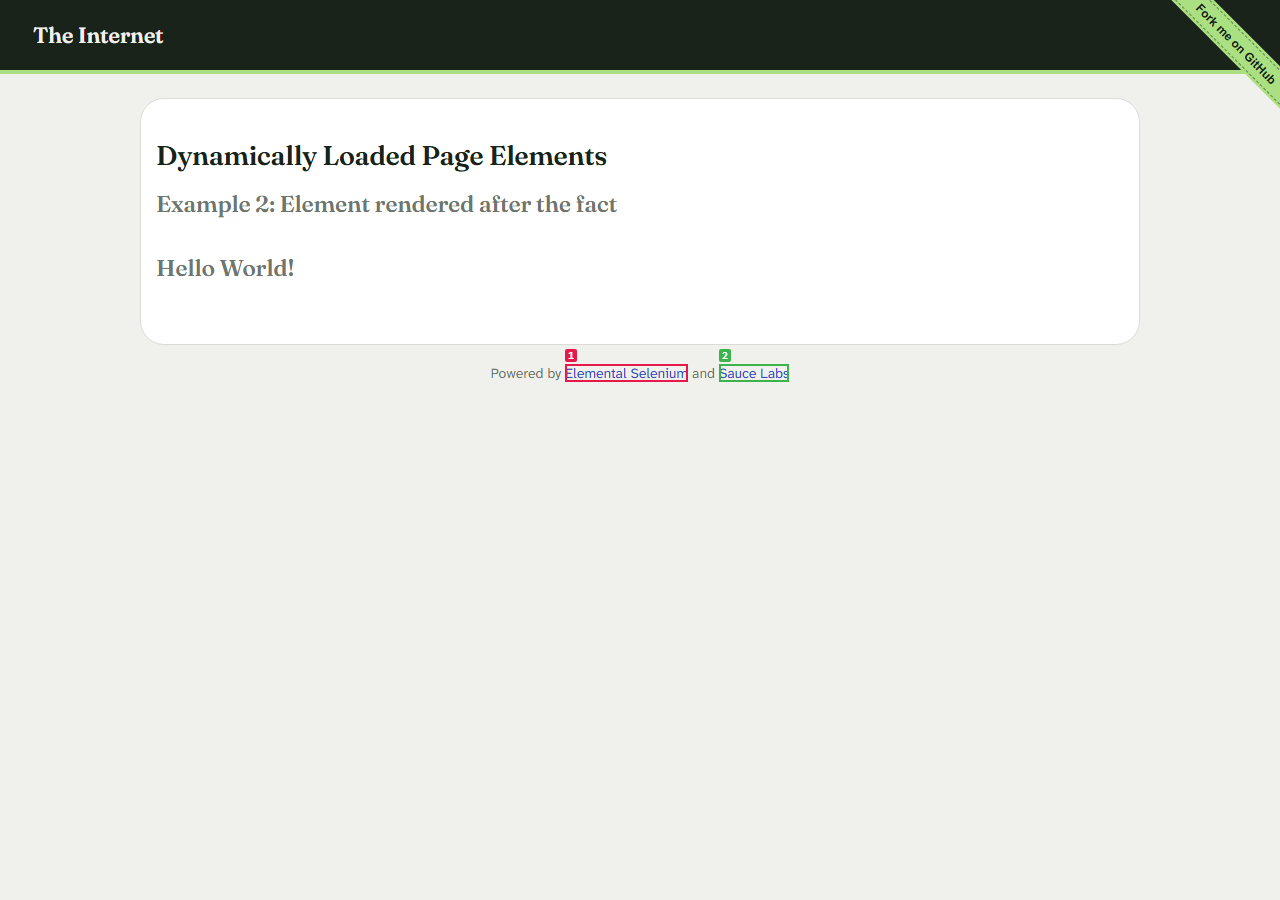 The Internet
Fork me on GitHub
Dynamically Loaded Page Elements
Example 2: Element rendered after the fact
Hello World!
1 2
Powered by Elemental Selenium and Sauce Labs